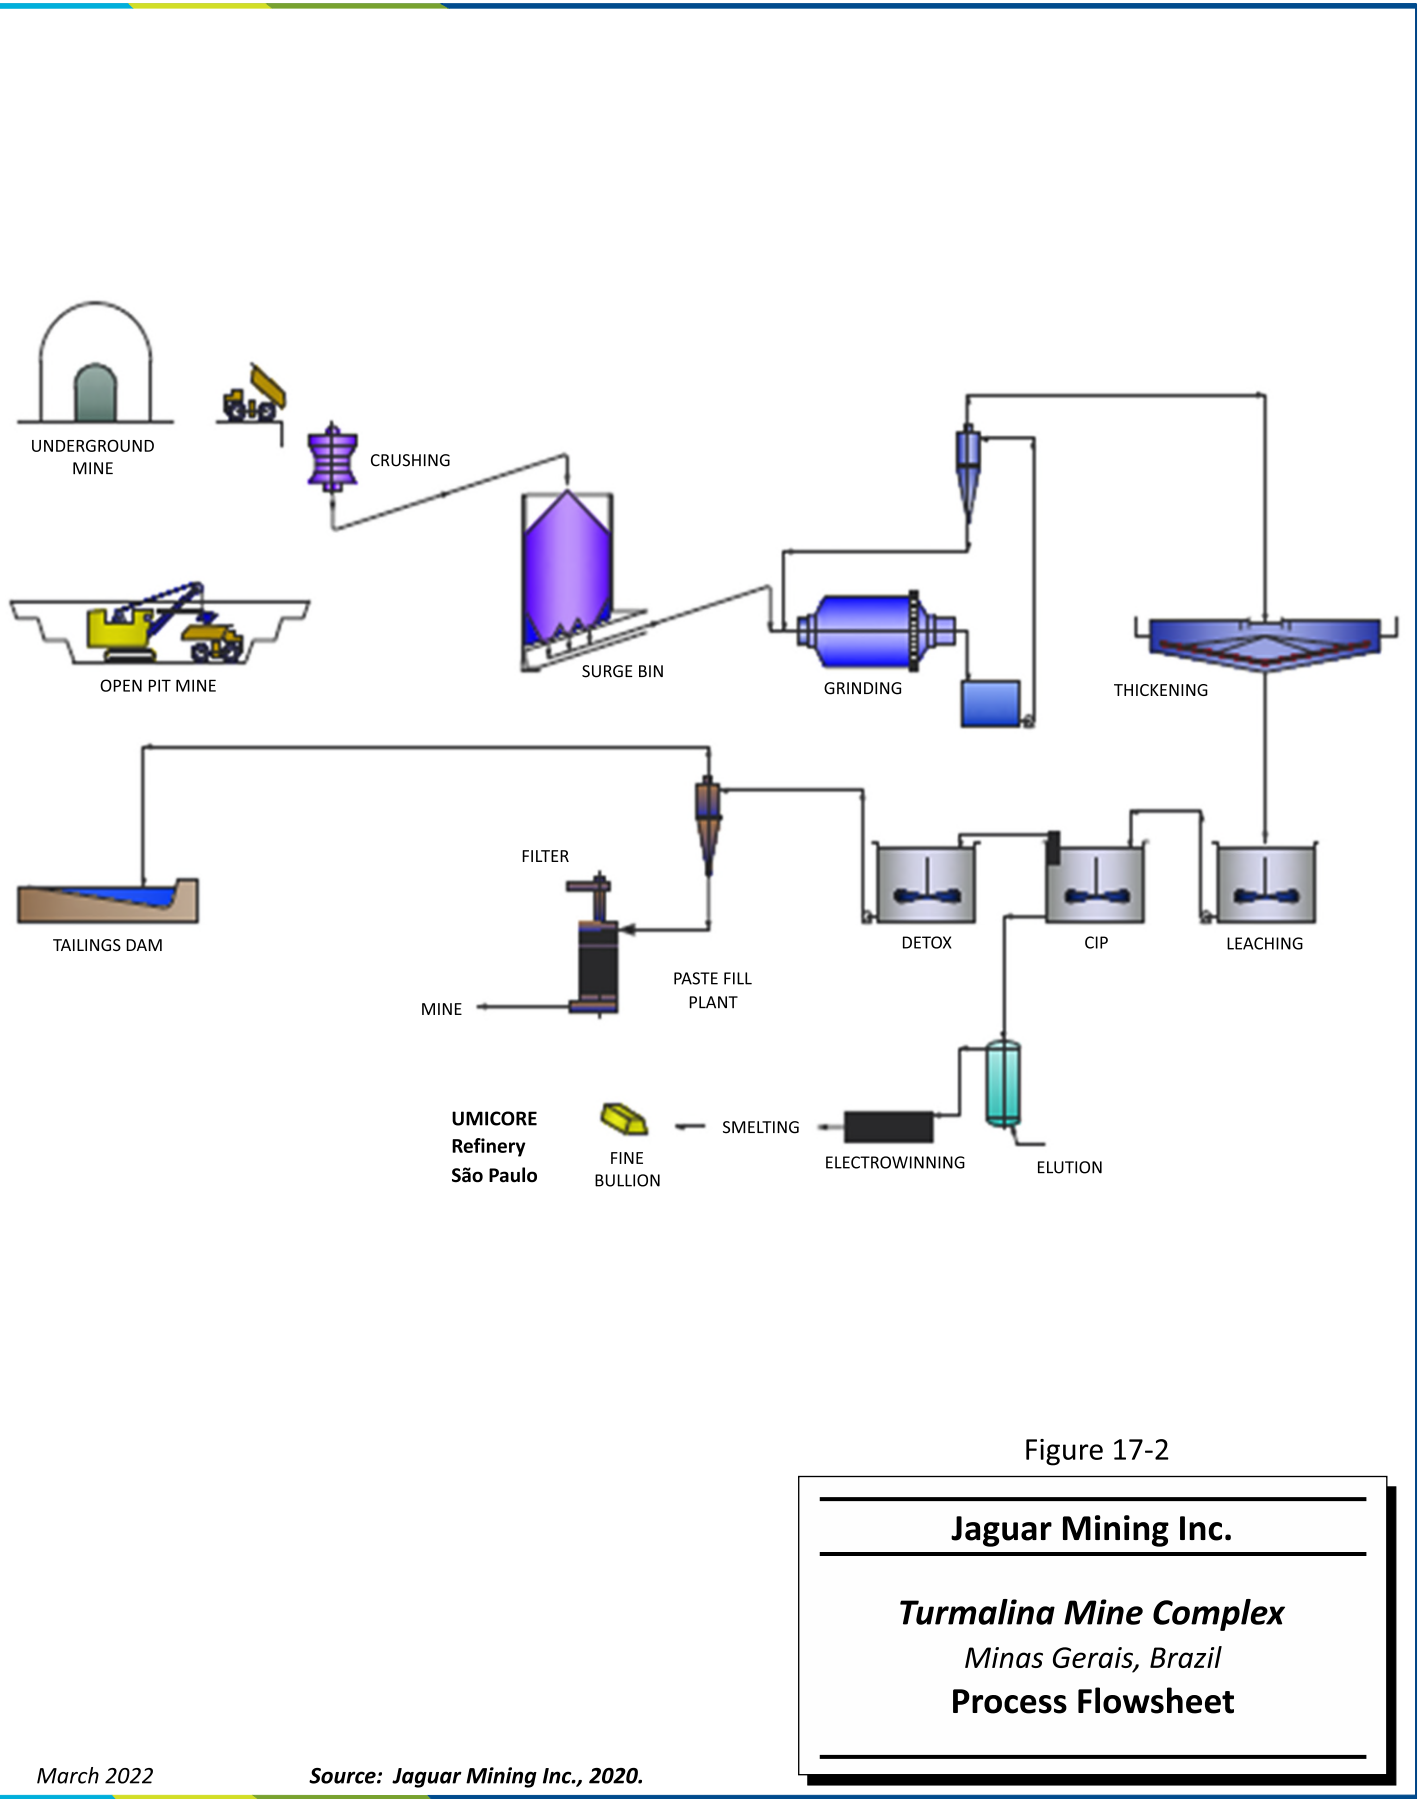 UNDERGROUND
MINE
CRUSHING
OPEN PIT MINE
SURGE BIN
GRINDING
THICKENING
FILTER
TAILINGS DAM
DETOX
CIP
LEACHING
PASTE FILL
PLANT
MINE
UMICORE
Refinery
São Paulo
FINE
BULLION
SMELTING
ELECTROWINNING
ELUTION
Figure 17-2
Jaguar Mining Inc.
Turmalina Mine Complex
Minas Gerais, Brazil
Process Flowsheet
March 2022
Source: Jaguar Mining Inc., 2020.